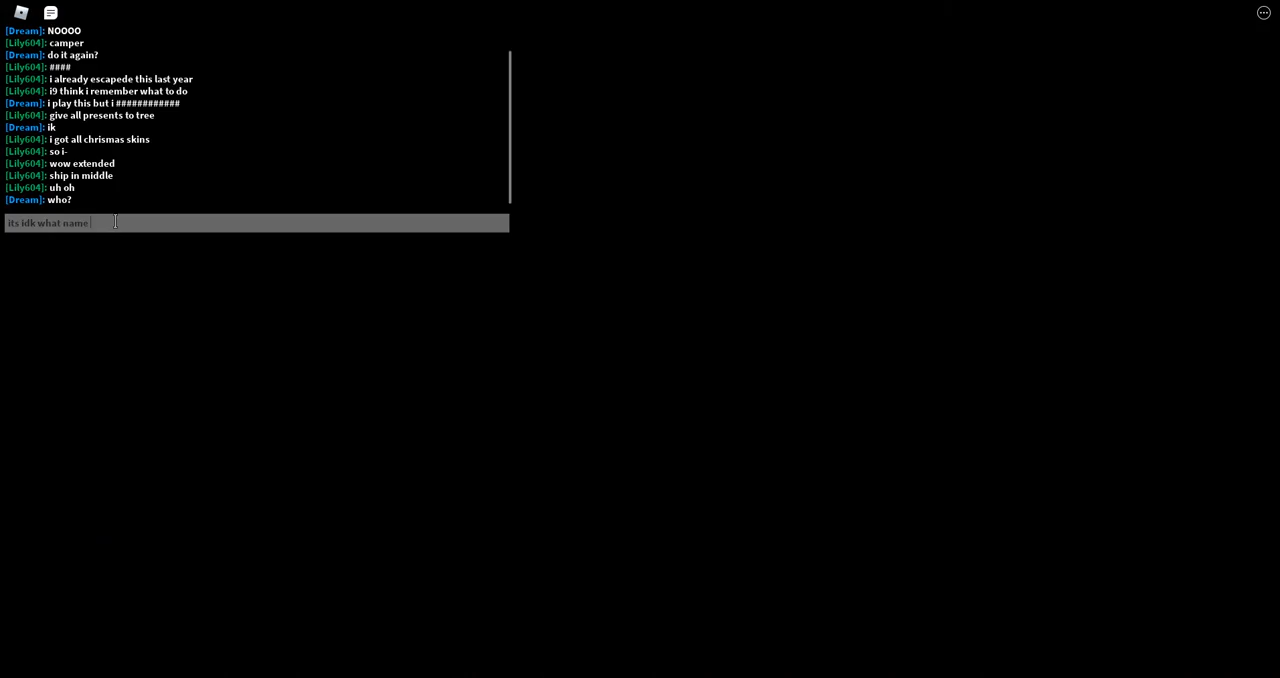 [Dream]: NOOOO
[Lily604]: camper
[Dream]: do it again?
[Lily604]: ####
[Lily604]: i already escapede this last year
[Lily604]: i9 think i remember what to do
[Dream]: i play this but i ############
[Lily604]: give all presents to tree
[Dream]: ik
[Lily604]: i got all chrismas skins
[Lily604]: so i-
[Lily604]: wow extended
[Lily604]: ship in middle
[Lily604]: uh oh
[Dream]: who?
its idk what name